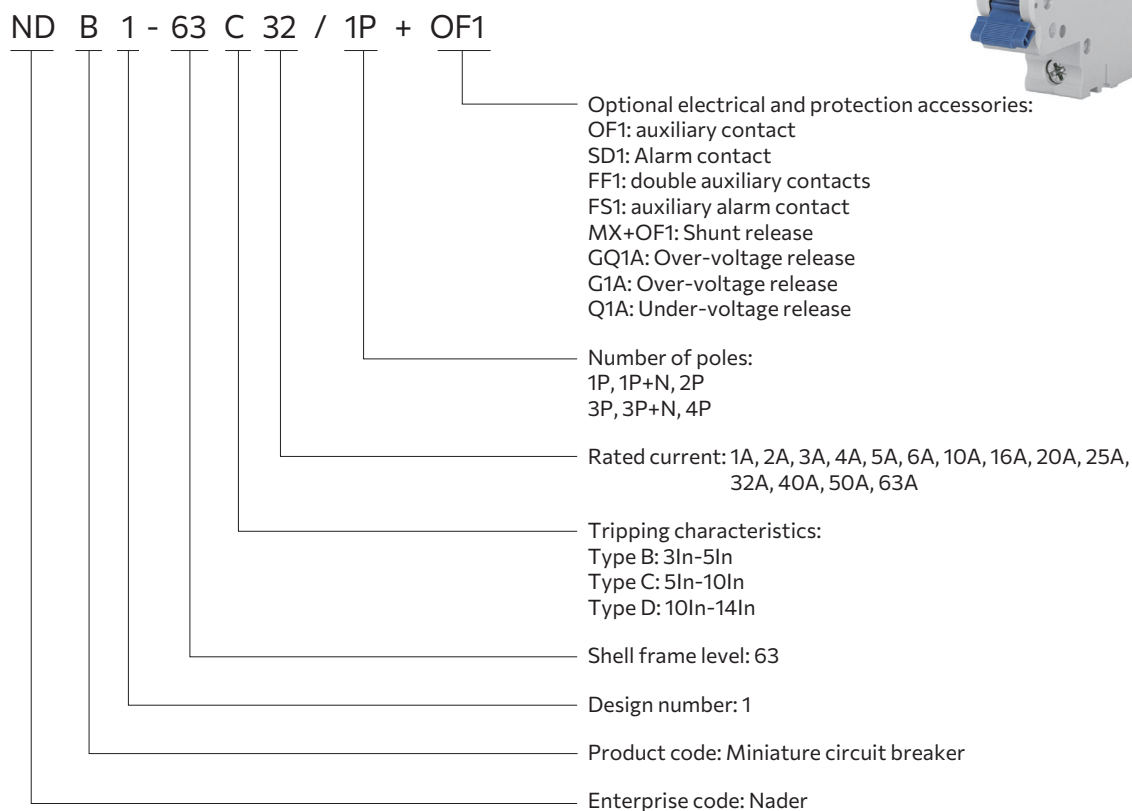 ND B 1 - 63 C 32 / 1P + OF1
Optional electrical and protection accessories:
OF1: auxiliary contact
SD1: Alarm contact
FF1: double auxiliary contacts
FS1: auxiliary alarm contact
MX+OF1: Shunt release
GQ1A: Over-voltage release
G1A: Over-voltage release
Q1A: Under-voltage release
Number of poles:
1P, 1P+N, 2P
3P, 3P+N, 4P
Rated current: 1A, 2A, 3A, 4A, 5A, 6A, 10A, 16A, 20A, 25A,
32A, 40A, 50A, 63A
Tripping characteristics:
Type B: 3In-5In
Type C: 5In-10In
Type D: 10In-14In
Shell frame level: 63
Design number: 1
Product code: Miniature circuit breaker
Enterprise code: Nader